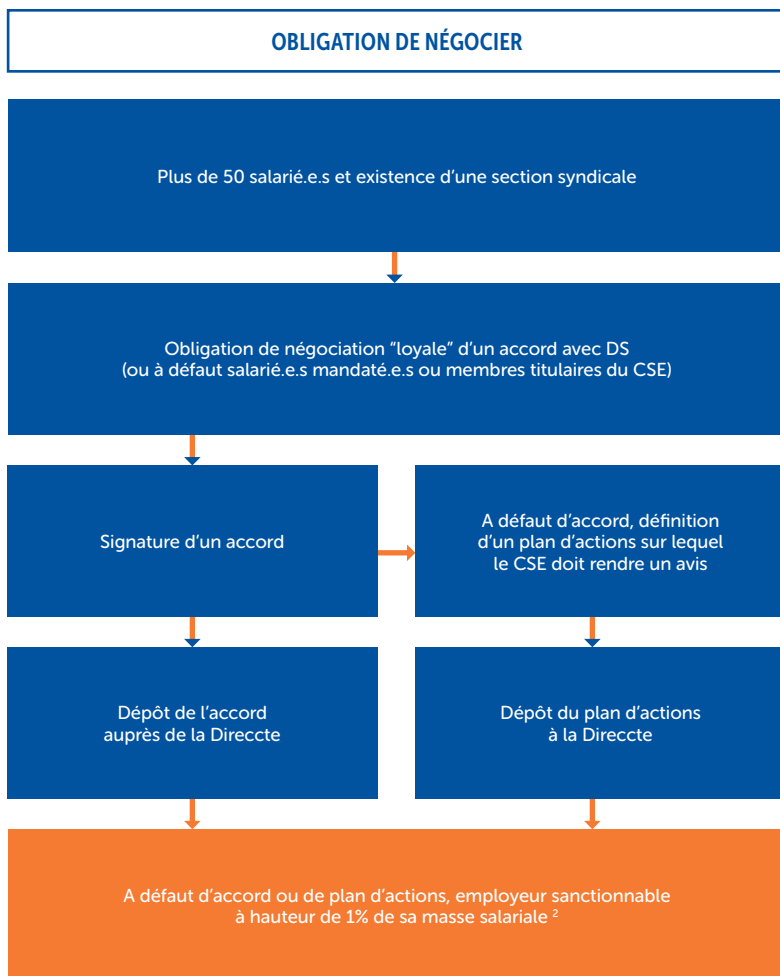 OBLIGATION DE NÉGOCIER
Plus de 50 salarié.e.s et existence d’une section syndicale
Obligation de négociation “loyale” d’un accord avec DS
(ou à défaut salarié.e.s mandaté.e.s ou membres titulaires du CSE)
Signature d’un accord
A défaut d’accord, définition
d’un plan d’actions sur lequel
le CSE doit rendre un avis
Dépôt de l’accord
auprès de la Direccte
Dépôt du plan d’actions
à la Direccte
A défaut d’accord ou de plan d’actions, employeur sanctionnable
à hauteur de 1% de sa masse salariale ²